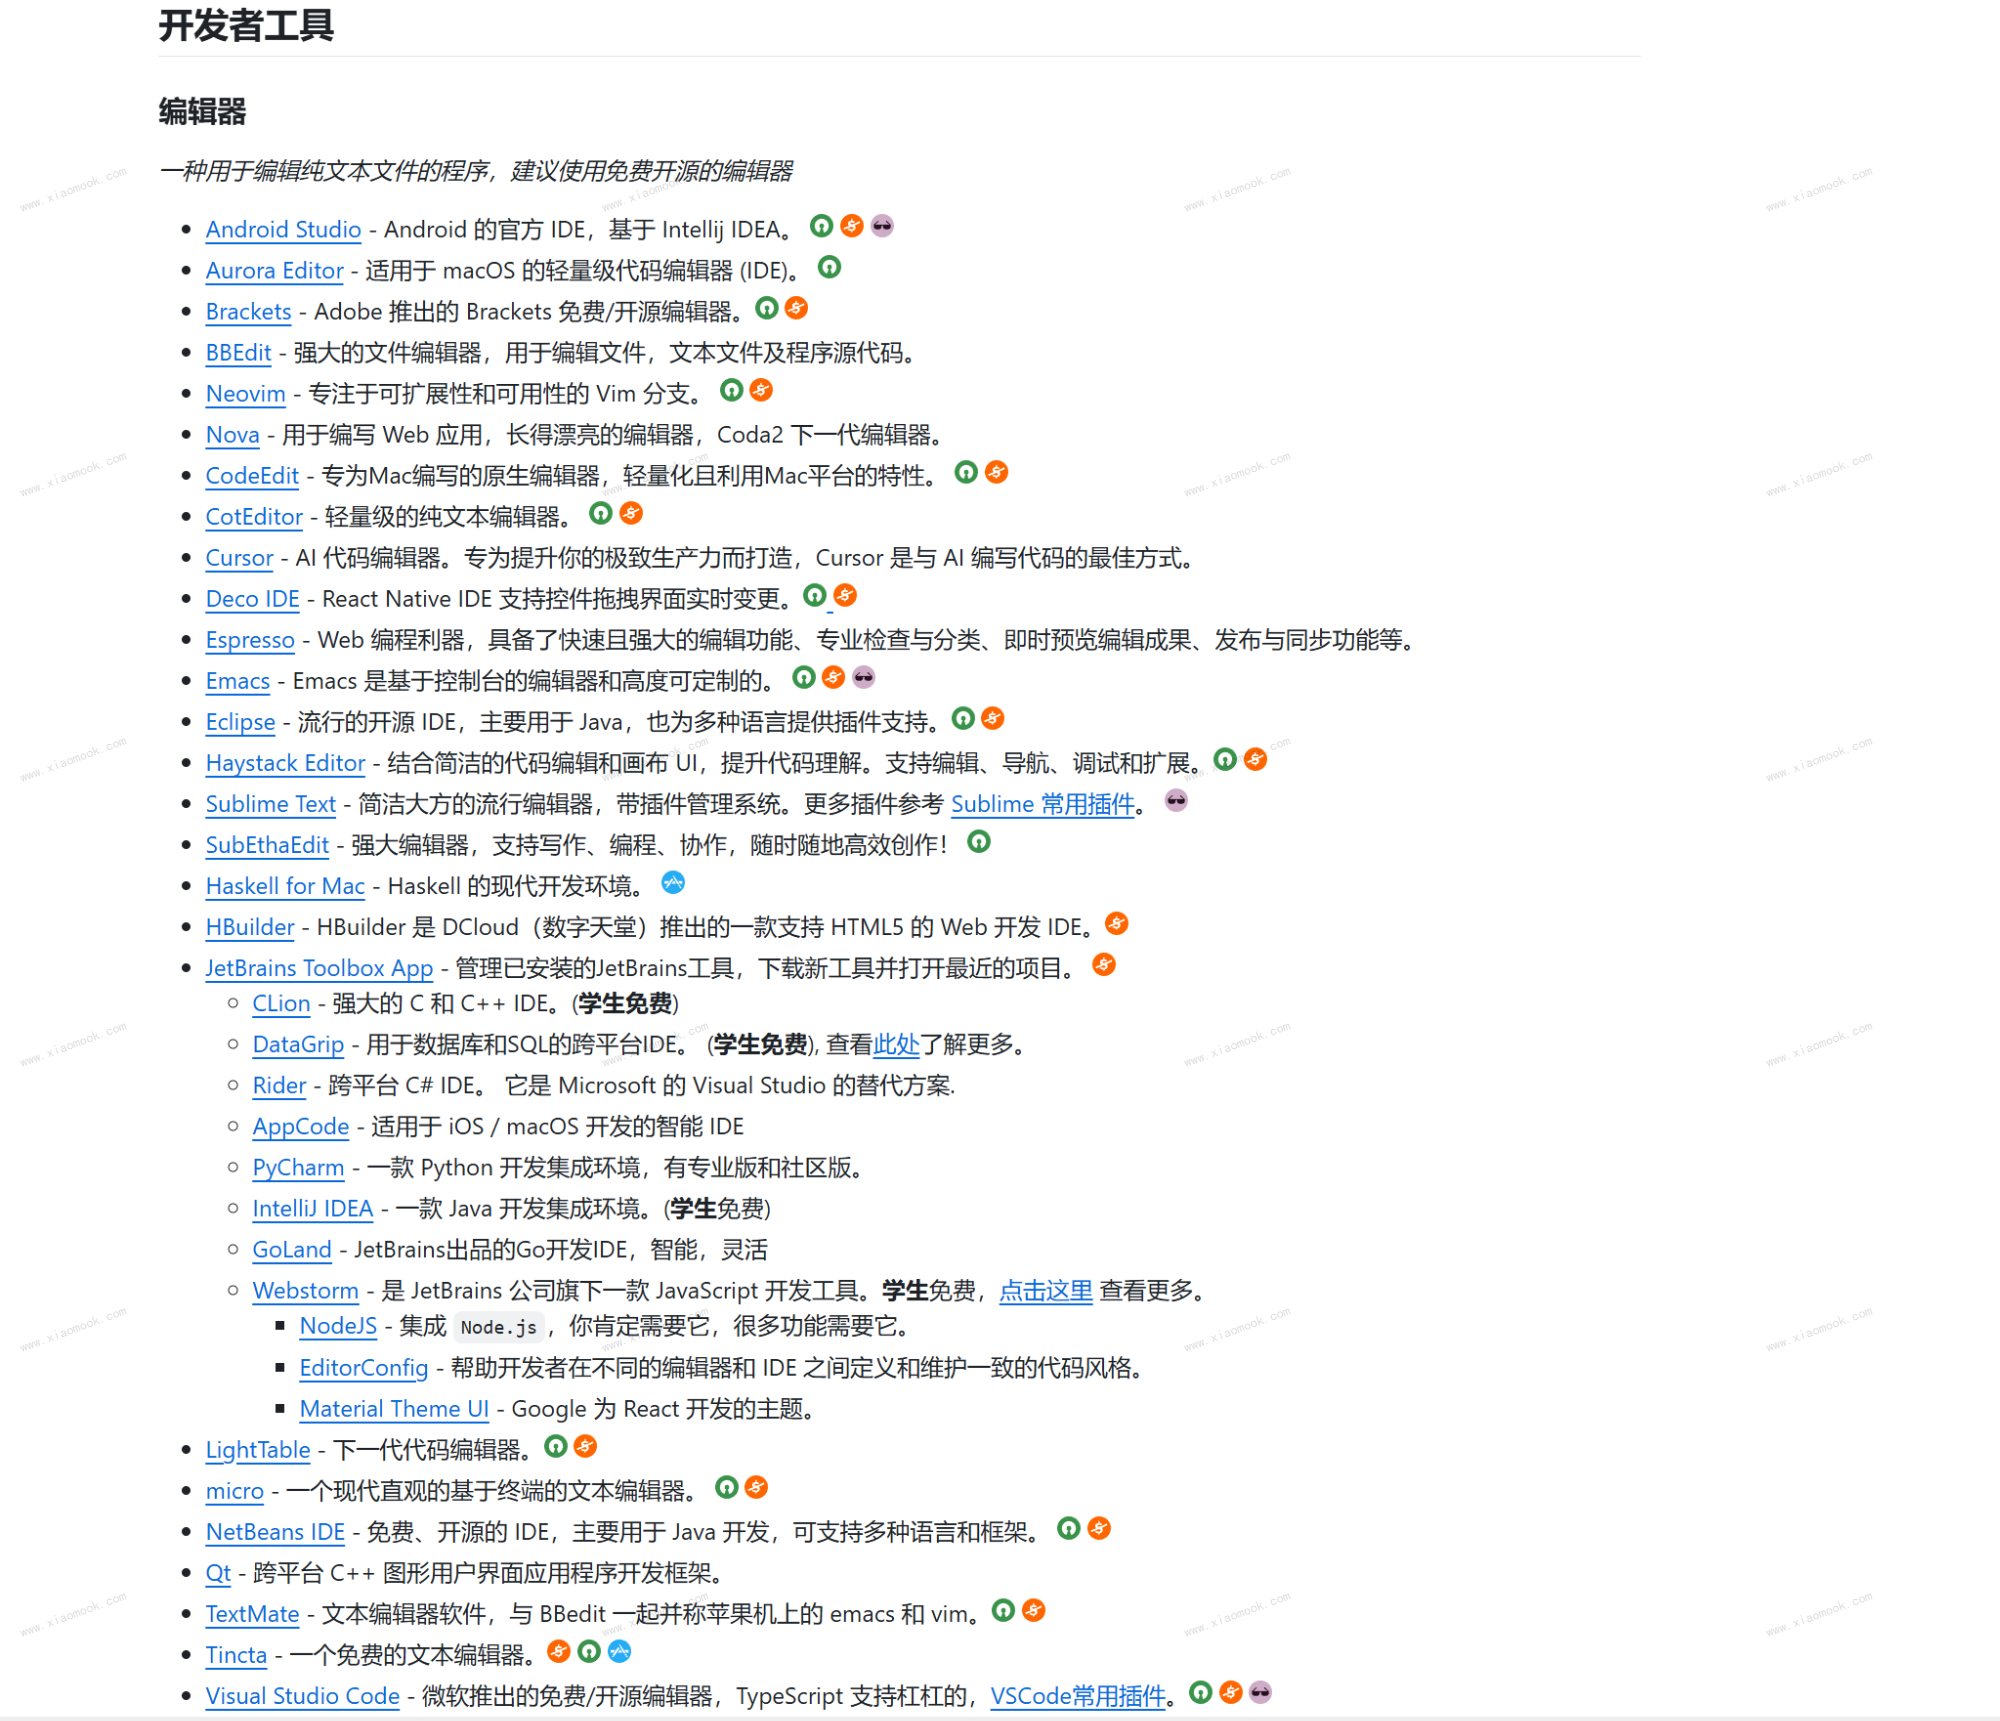 开发者工具
编辑器
一种用于编辑纯文本文件的程序，建议使用免费开源的编辑器
Android Studio - Android 的官方 IDE，基于 Intellij IDEA。
Aurora Editor - 适用于 macOS 的轻量级代码编辑器 (IDE)。
Brackets - Adobe 推出的 Brackets 免费/开源编辑器。
BBEdit - 强大的文件编辑器，用于编辑文件，文本文件及程序源代码。
Neovim - 专注于可扩展性和可用性的 Vim 分支。
Nova - 用于编写 Web 应用，长得漂亮的编辑器，Coda2 下一代编辑器。
CodeEdit - 专为Mac编写的原生编辑器，轻量化且利用Mac平台的特性。
CotEditor - 轻量级的纯文本编辑器。
Cursor - AI 代码编辑器。专为提升你的极致生产力而打造，Cursor 是与 AI 编写代码的最佳方式。
Deco IDE - React Native IDE 支持控件拖拽界面实时变更。
Espresso - Web 编程利器，具备了快速且强大的编辑功能、专业检查与分类、即时预览编辑成果、发布与同步功能等。
Emacs - Emacs 是基于控制台的编辑器和高度可定制的。
Eclipse - 流行的开源 IDE，主要用于 Java，也为多种语言提供插件支持。
Haystack Editor - 结合简洁的代码编辑和画布 UI，提升代码理解。支持编辑、导航、调试和扩展。
Sublime Text - 简洁大方的流行编辑器，带插件管理系统。更多插件参考 Sublime 常用插件。
SubEthaEdit - 强大编辑器，支持写作、编程、协作，随时随地高效创作！
Haskell for Mac - Haskell 的现代开发环境。
HBuilder - HBuilder 是 DCloud（数字天堂）推出的一款支持 HTML5 的 Web 开发 IDE。
JetBrains Toolbox App - 管理已安装的JetBrains工具，下载新工具并打开最近的项目。
CLion - 强大的 C 和 C++ IDE。(学生免费)
DataGrip - 用于数据库和SQL的跨平台IDE。 (学生免费), 查看此处了解更多。
Rider - 跨平台 C# IDE。 它是 Microsoft 的 Visual Studio 的替代方案.
AppCode - 适用于 iOS / macOS 开发的智能 IDE
PyCharm - 一款 Python 开发集成环境，有专业版和社区版。
IntelliJ IDEA - 一款 Java 开发集成环境。(学生免费)
GoLand - JetBrains出品的Go开发IDE，智能，灵活
Webstorm - 是 JetBrains 公司旗下一款 JavaScript 开发工具。学生免费，点击这里 查看更多。
NodeJS - 集成 Node.js，你肯定需要它，很多功能需要它。
EditorConfig - 帮助开发者在不同的编辑器和 IDE 之间定义和维护一致的代码风格。
Material Theme UI - Google 为 React 开发的主题。
LightTable - 下一代代码编辑器。
micro - 一个现代直观的基于终端的文本编辑器。
NetBeans IDE - 免费、开源的 IDE，主要用于 Java 开发，可支持多种语言和框架。
Qt - 跨平台 C++ 图形用户界面应用程序开发框架。
TextMate - 文本编辑器软件，与 BBedit 一起并称苹果机上的 emacs 和 vim。
Tincta - 一个免费的文本编辑器。
Visual Studio Code - 微软推出的免费/开源编辑器，TypeScript 支持杠杠的，VSCode常用插件。
www.xiaomook.com